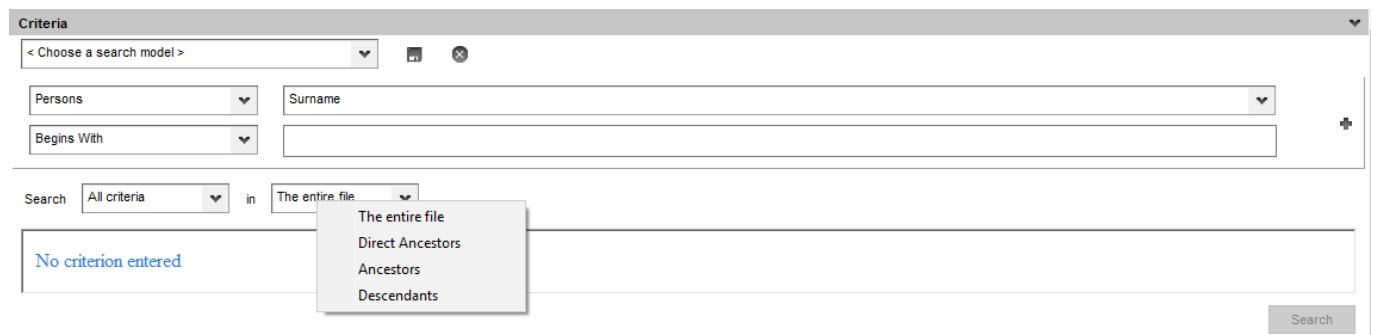 Criteria
< Choose a search model >
Persons Surname
Begins With
Search All criteria in The entire file
The entire file
Direct Ancestors
Ancestors
Descendants
No criterion entered
Search